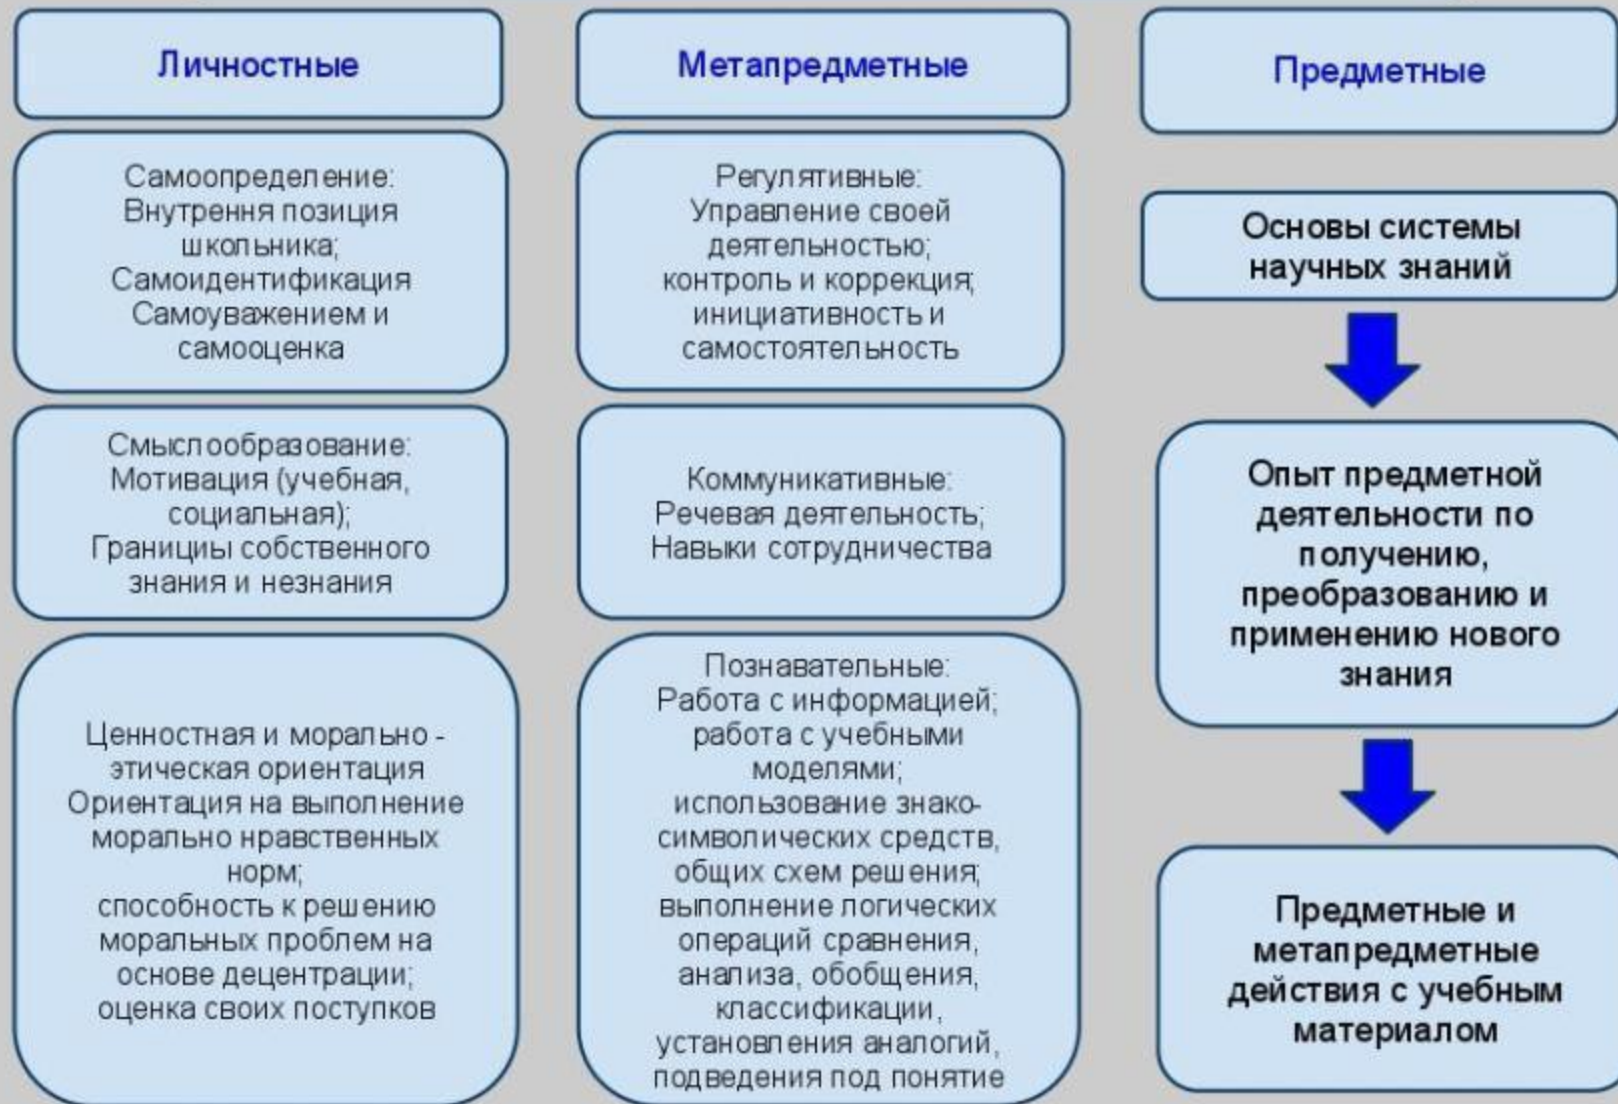 Личностные
Самоопределение:
Внутрення позиция
школьника;
Самоидентификация
Самоуважением и
самооценка
Смыслообразование:
Мотивация (учебная,
социальная);
Границиы собственного
знания и незнания
Ценностная и морально -
этическая ориентация
Ориентация на выполнение
морально нравственных
норм;
способность к решению
моральных проблем на
основе децентрации;
оценка своих поступков
Метапредметные
Регулятивные:
Управление своей
деятельностью;
контроль и коррекция;
инициативность и
самостоятельность
Коммуникативные:
Речевая деятельность;
Навыки сотрудничества
Познавательные:
Работа с информацией;
работа с учебными
моделями;
использование знако-
символических средств,
общих схем решения;
выполнение логических
операций сравнения,
анализа, обобщения,
классификации,
установления аналогий,
подведения под понятие
Предметные
Основы системы
научных знаний
Опыт предметной
деятельности по
получению,
преобразованию и
применению нового
знания
Предметные и
метапредметные
действия с учебным
материалом